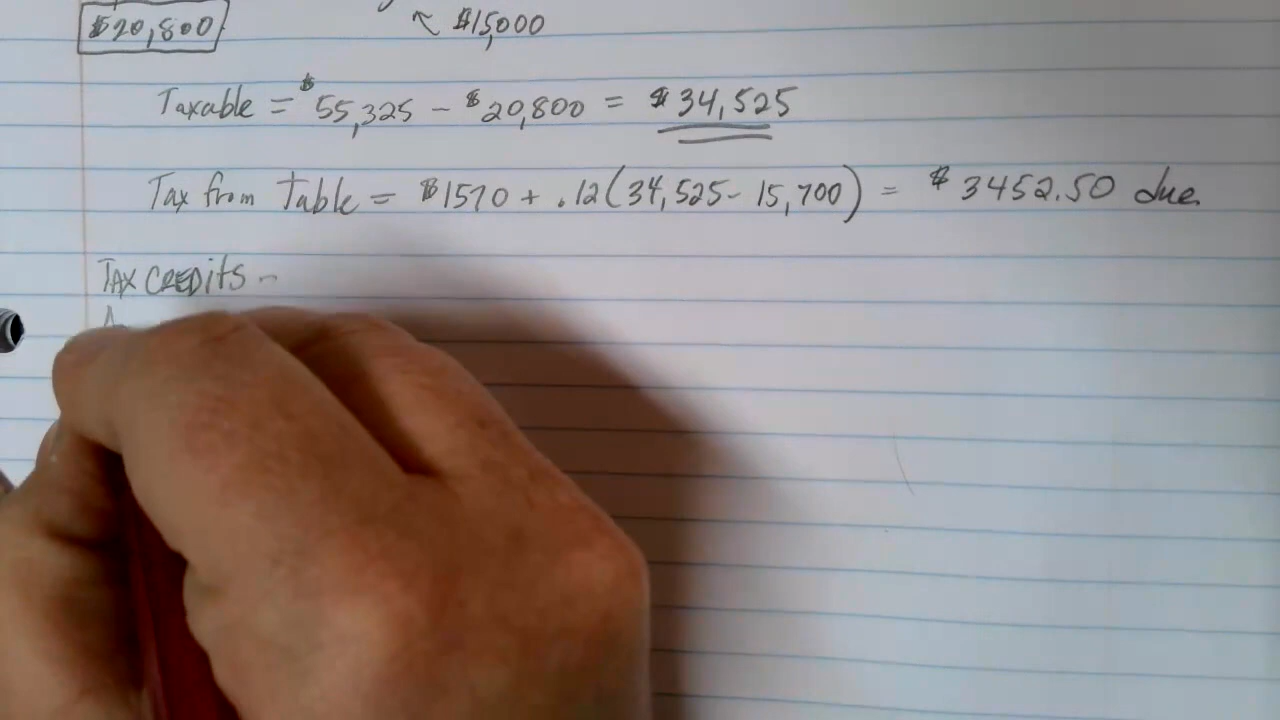 $20,800 ↖ $15,000
Taxable = $55,325 - $20,800 = $34,525
Tax from table = $1570 + .12(34,525 - 15,700) = $3452.50 due.
TAX CREDITS -
A